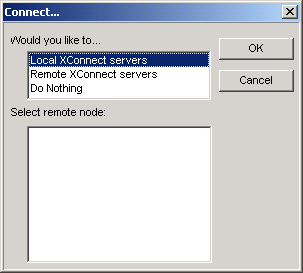 Connect...
Would you like to...
OK
Local XConnect servers
Remote XConnect servers
Do Nothing
Cancel
Select remote node: